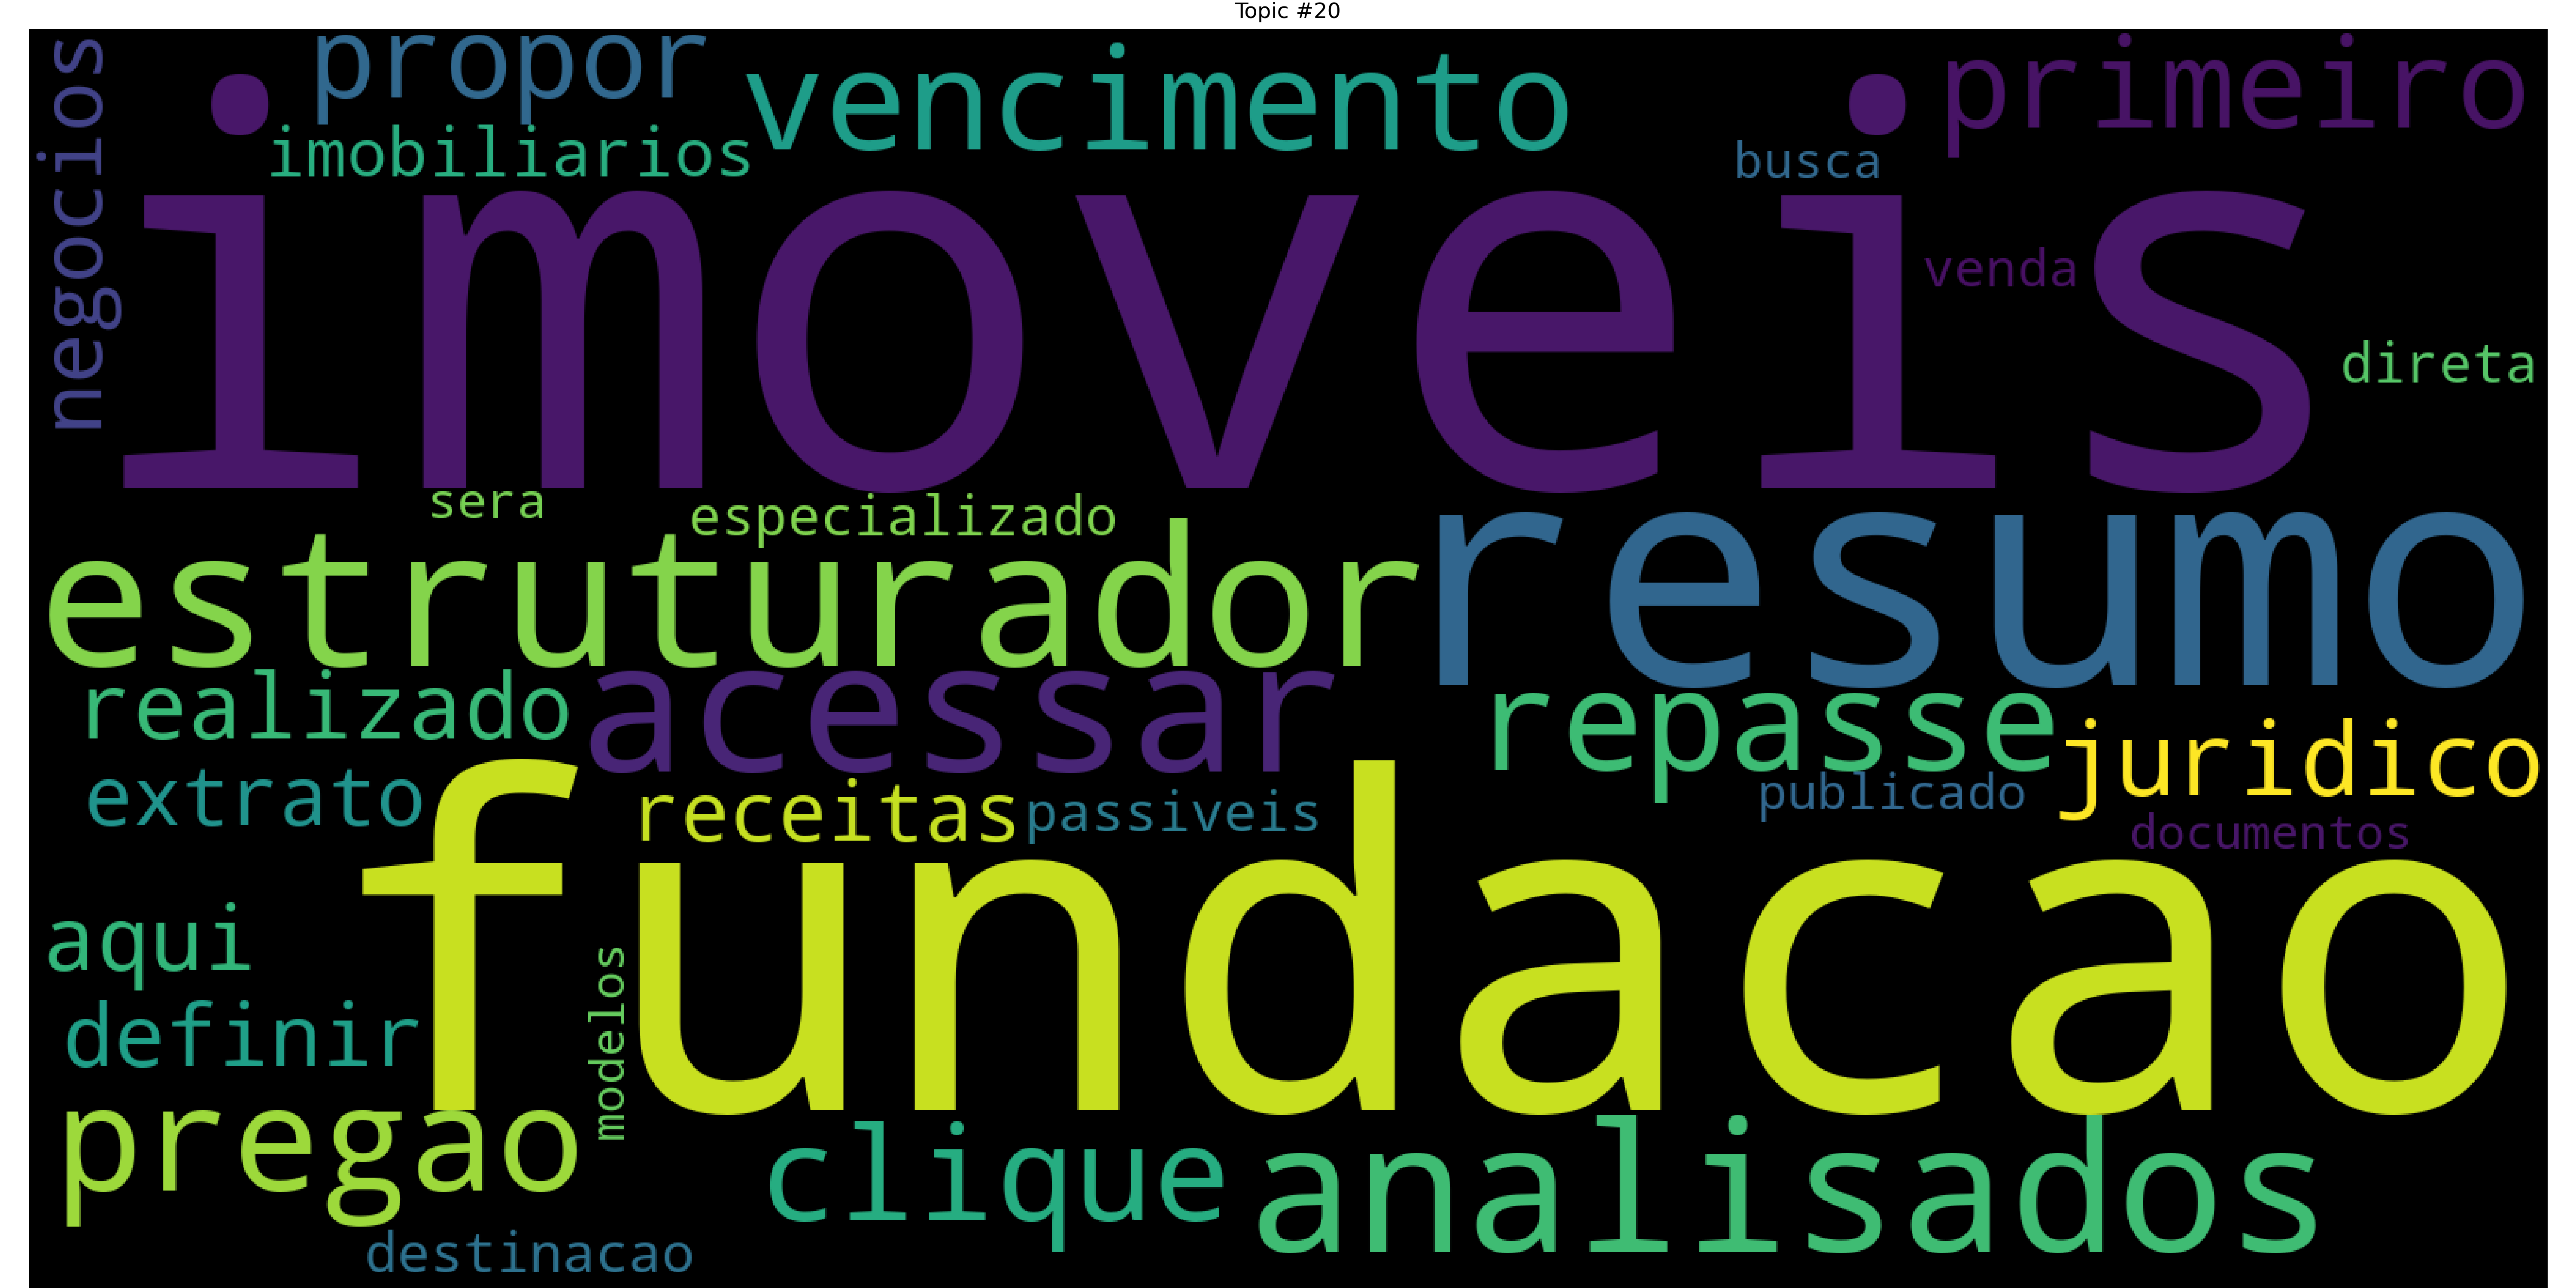 Topic #20
negocios
propor
vencimento
primeiro
imobiliarios
busca
imoveis
venda
direta
sera
especializado
estruturador
resumo
realizado
acessar
repasse
juridico
extrato
receitas
passiveis
publicado
documentos
fundacao
aqui
definir
modelos
pregao
clique
analisados
destinacao